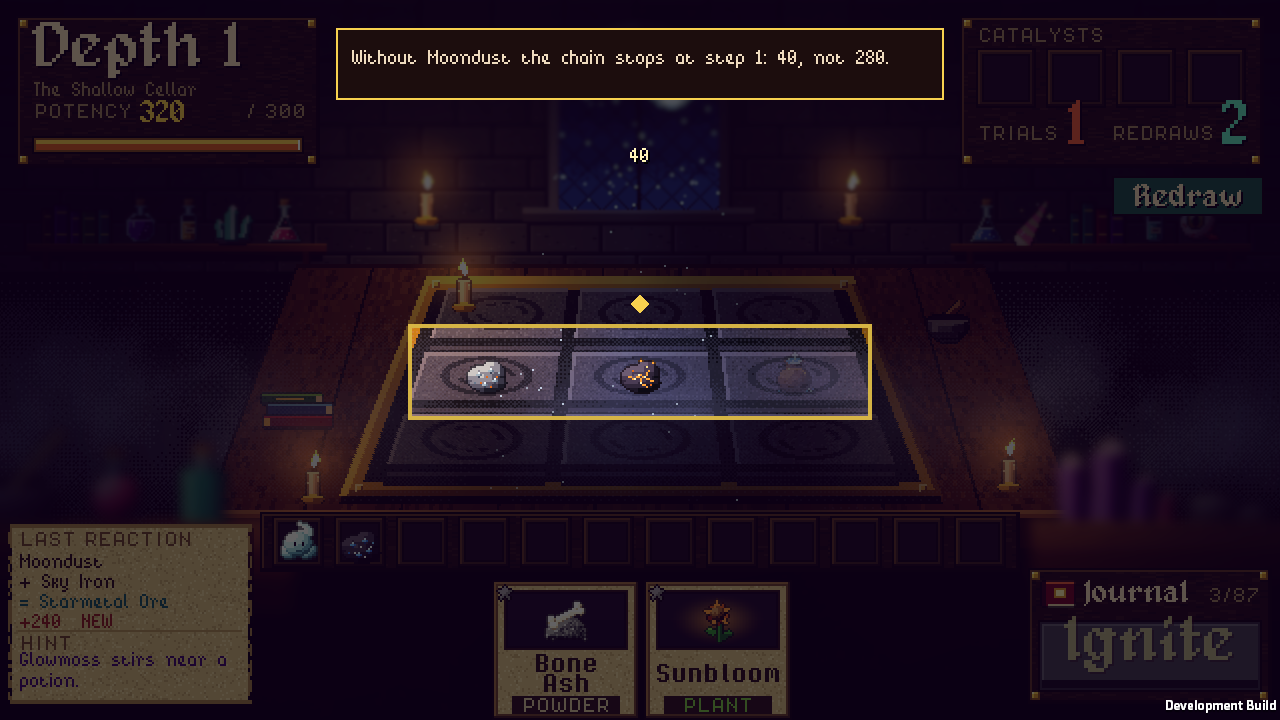 Depth 1
The Shallow Cellar
POTENCY 320 / 300
Without Moondust the chain stops at step 1: 40, not 280.
40
CATALYSTS
TRIALS 1 REDRAWS 2
Redraw
LAST REACTION
Moondust
+ Sky Iron
= Starmetal Ore
+240 NEW
HINT
Glowmoss stirs near a
potion.
Bone
Ash
POWDER
Sunbloom
PLANT
Journal 3/87
Ignite
Development Build